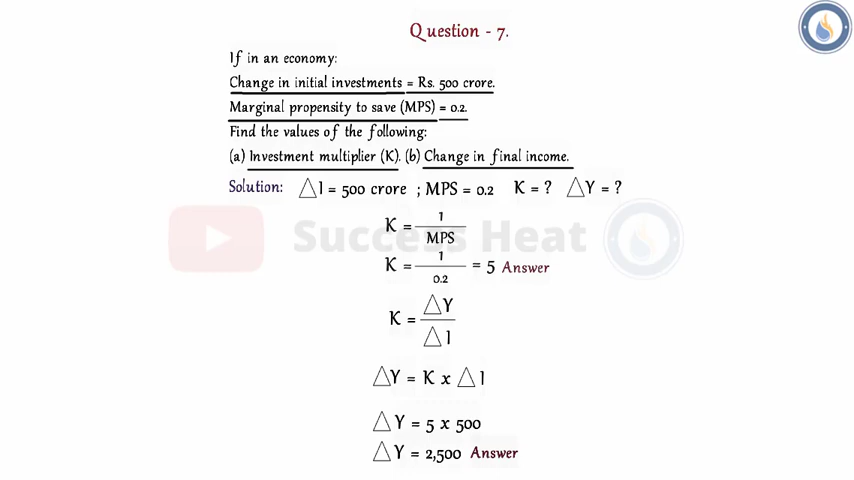 Question - 7.
If in an economy:
Change in initial investments = Rs. 500 crore.
Marginal propensity to save (MPS) = 0.2.
Find the values of the following:
(a) Investment multiplier (K). (b) Change in final income.
Solution: △I = 500 crore ; MPS = 0.2 K = ? △Y = ?
K = 1 / MPS
Success Heat
K = 1 / 0.2 = 5 Answer
K = △Y / △I
△Y = K x △I
△Y = 5 x 500
△Y = 2,500 Answer